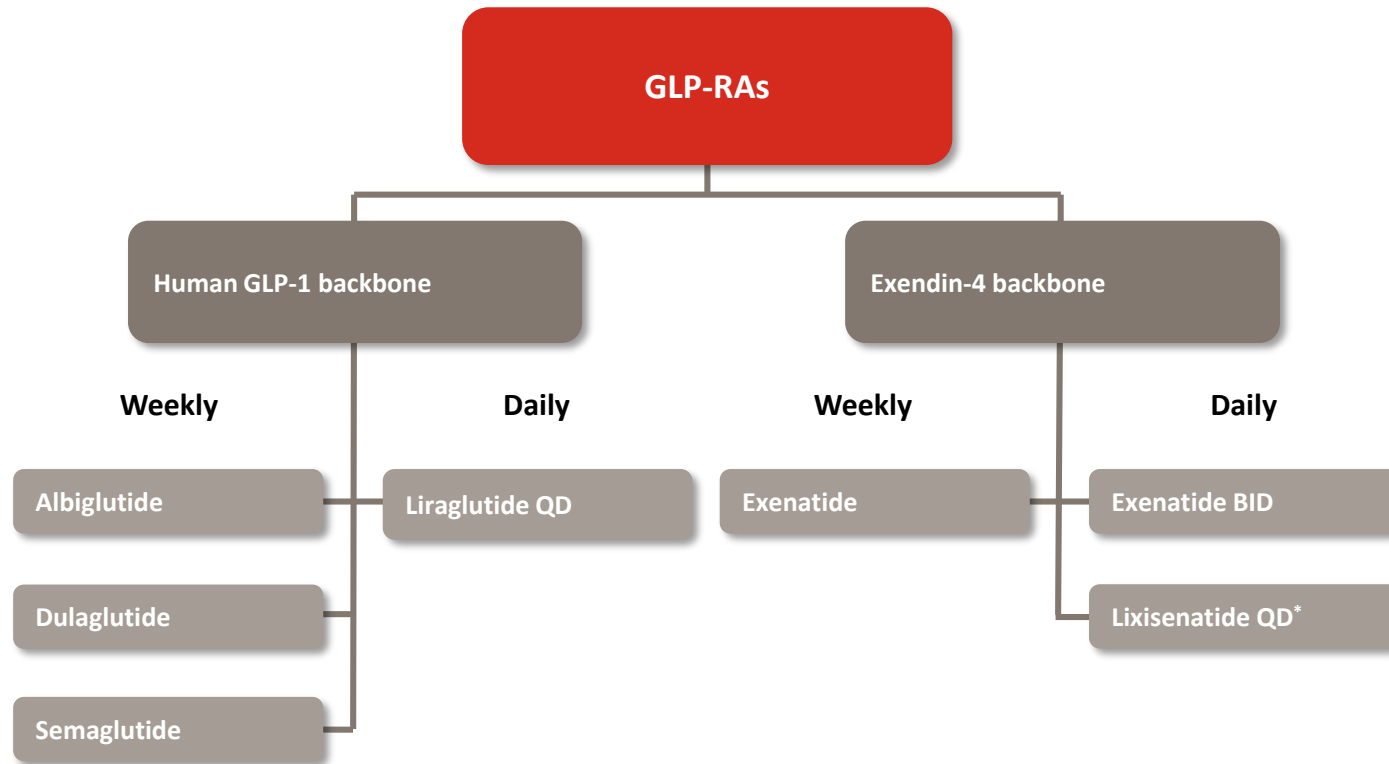 GLP-RAs
Human GLP-1 backbone
Exendin-4 backbone
Weekly
Daily
Weekly
Daily
Albiglutide
Liraglutide QD
Exenatide
Exenatide BID
Dulaglutide
Lixisenatide QD*
Semaglutide